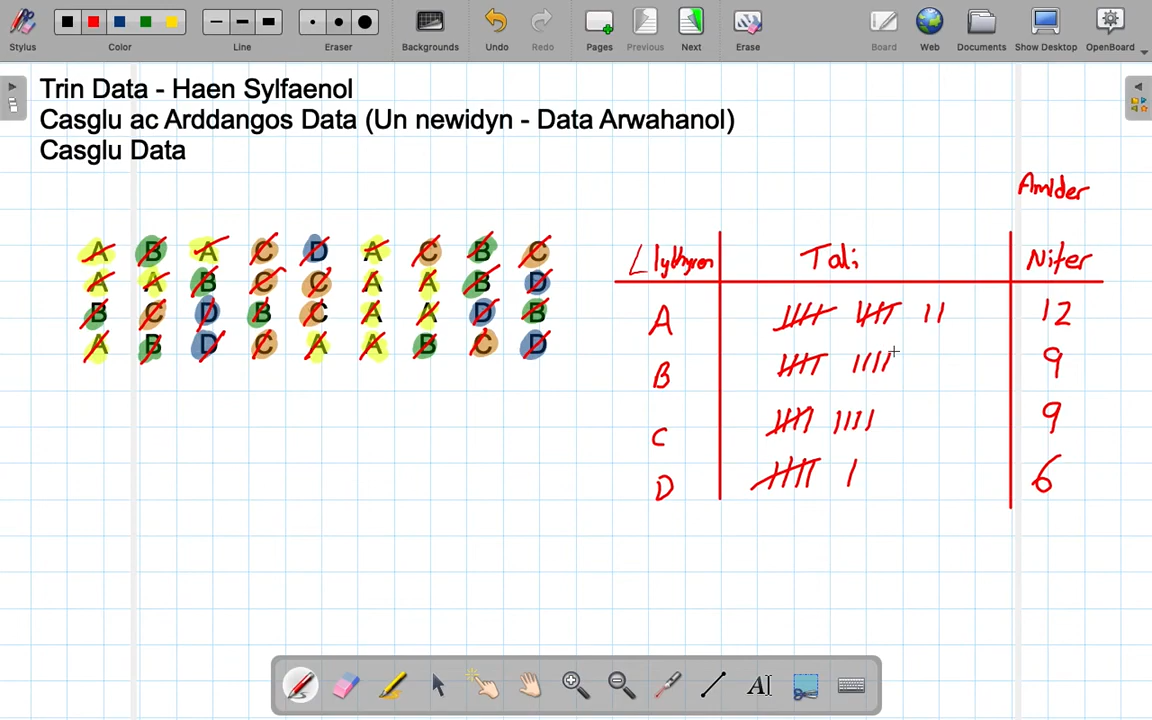 Stylus Color Line Eraser Backgrounds Undo Redo Pages Previous Next Erase Board Web Documents Show Desktop OpenBoard
Trin Data - Haen Sylfaenol
Casglu ac Arddangos Data (Un newidyn - Data Arwahanol)
Casglu Data
Amlder
A B A C D A C B C
A A B C C A A B D
B C D B C A A D B
A B D C A A B C D
Llythyren Tali Nifer
A 12
B 9
C 9
D 6
AI